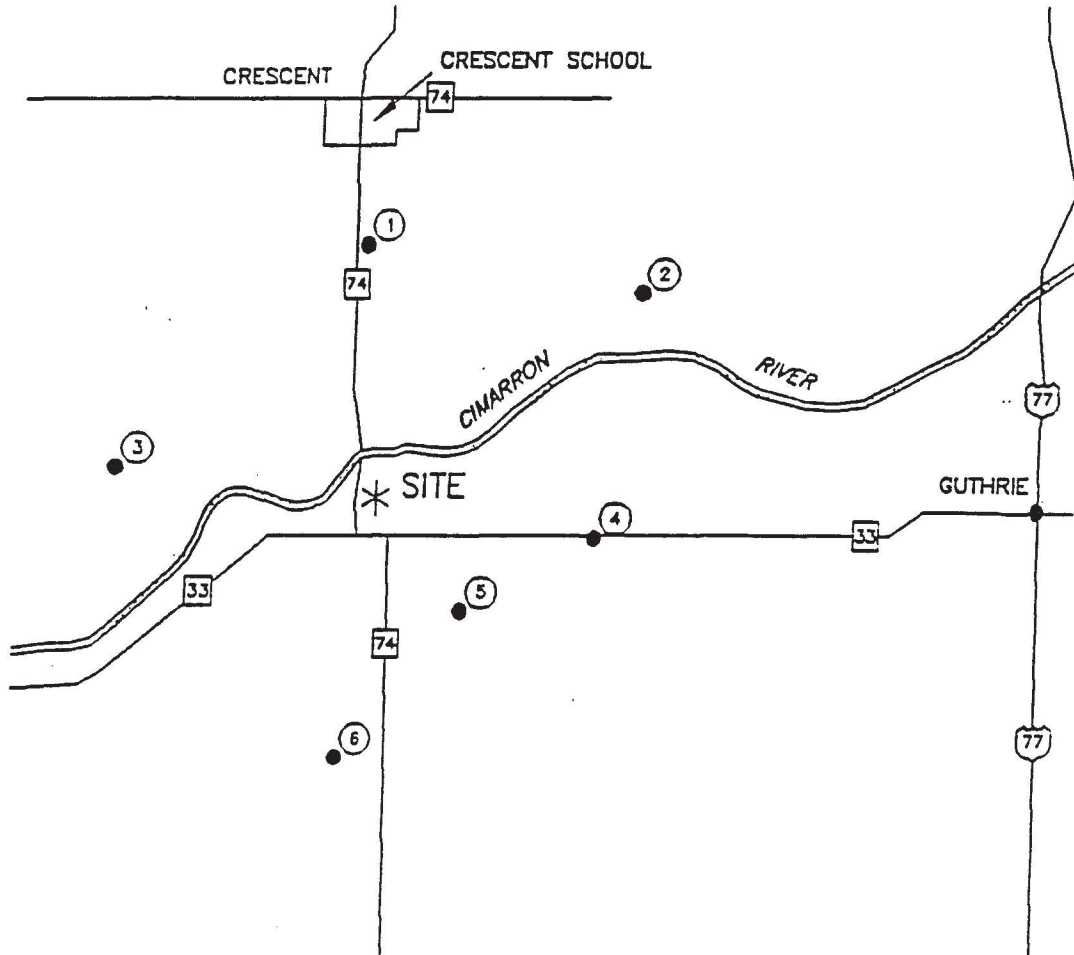 CRESCENT SCHOOL
CRESCENT
74
1
74
2
CIMARRON RIVER
77
3
SITE
GUTHRIE
4
33
33
5
74
6
77